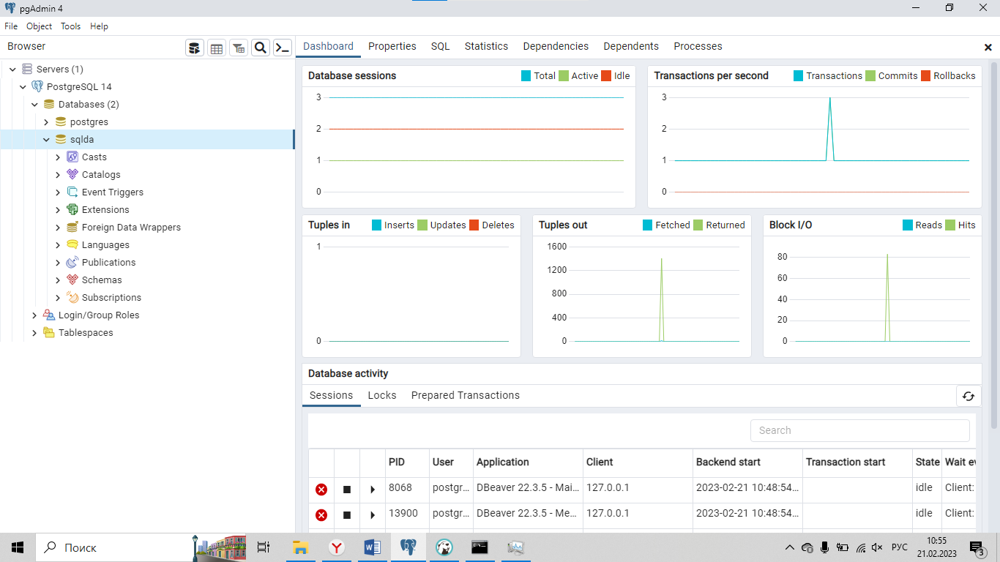 pgAdmin 4
File Object Tools Help
Browser
Dashboard Properties SQL Statistics Dependencies Dependents Processes
Servers (1)
PostgreSQL 14
Databases (2)
postgres
sqlda
Casts
Catalogs
Event Triggers
Extensions
Foreign Data Wrappers
Languages
Publications
Schemas
Subscriptions
Login/Group Roles
Tablespaces
Database sessions Total Active Idle
3
2
1
0
Transactions per second Transactions Commits Rollbacks
3
2
1
0
Tuples in Inserts Updates Deletes
1
0
Tuples out Fetched Returned
1600
1200
800
400
0
Block I/O Reads Hits
80
60
40
20
0
Database activity
Sessions Locks Prepared Transactions
Search
PID User Application Client Backend start Transaction start State Wait ev
8068 postgr... DBeaver 22.3.5 - Mai... 127.0.0.1 2023-02-21 10:48:54... idle Client:
13900 postgr... DBeaver 22.3.5 - Me... 127.0.0.1 2023-02-21 10:48:54... idle Client:
Поиск
РУС
10:55
21.02.2023
3